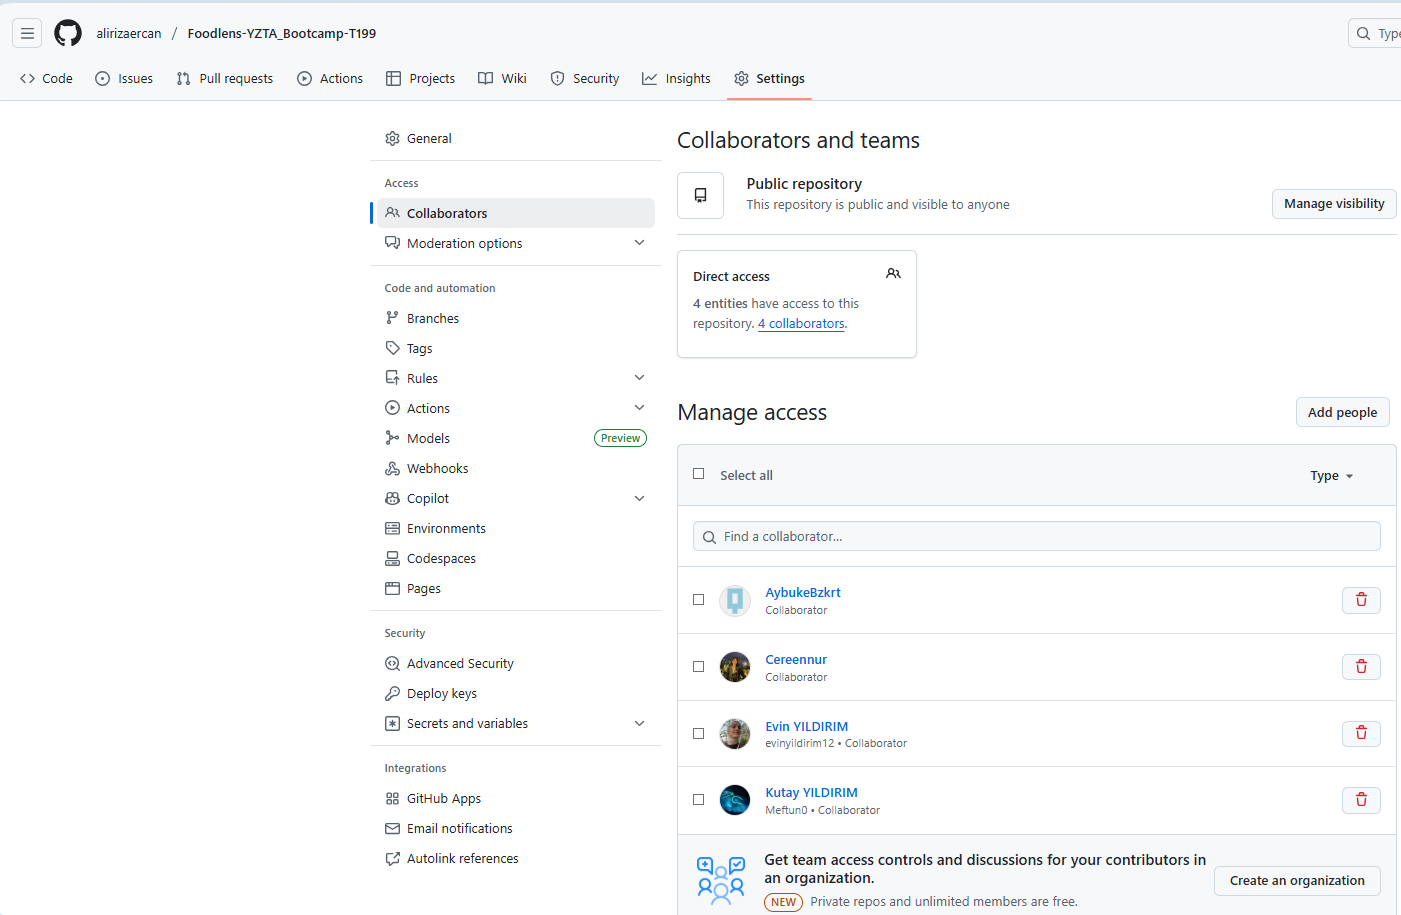 alirizaercan / Foodlens-YZTA_Bootcamp-T199
Type
Code Issues Pull requests Actions Projects Wiki Security Insights Settings
General
Access
Collaborators
Moderation options
Code and automation
Branches
Tags
Rules
Actions
Models Preview
Webhooks
Copilot
Environments
Codespaces
Pages
Security
Advanced Security
Deploy keys
Secrets and variables
Integrations
GitHub Apps
Email notifications
Autolink references
Collaborators and teams
Public repository
This repository is public and visible to anyone
Manage visibility
Direct access
4 entities have access to this
repository. 4 collaborators.
Manage access
Add people
Select all
Type
Find a collaborator...
AybukeBzkrt
Collaborator
Cereennur
Collaborator
Evin YILDIRIM
evinyildirim12 • Collaborator
Kutay YILDIRIM
Meftun0 • Collaborator
Get team access controls and discussions for your contributors in
an organization.
NEW Private repos and unlimited members are free.
Create an organization